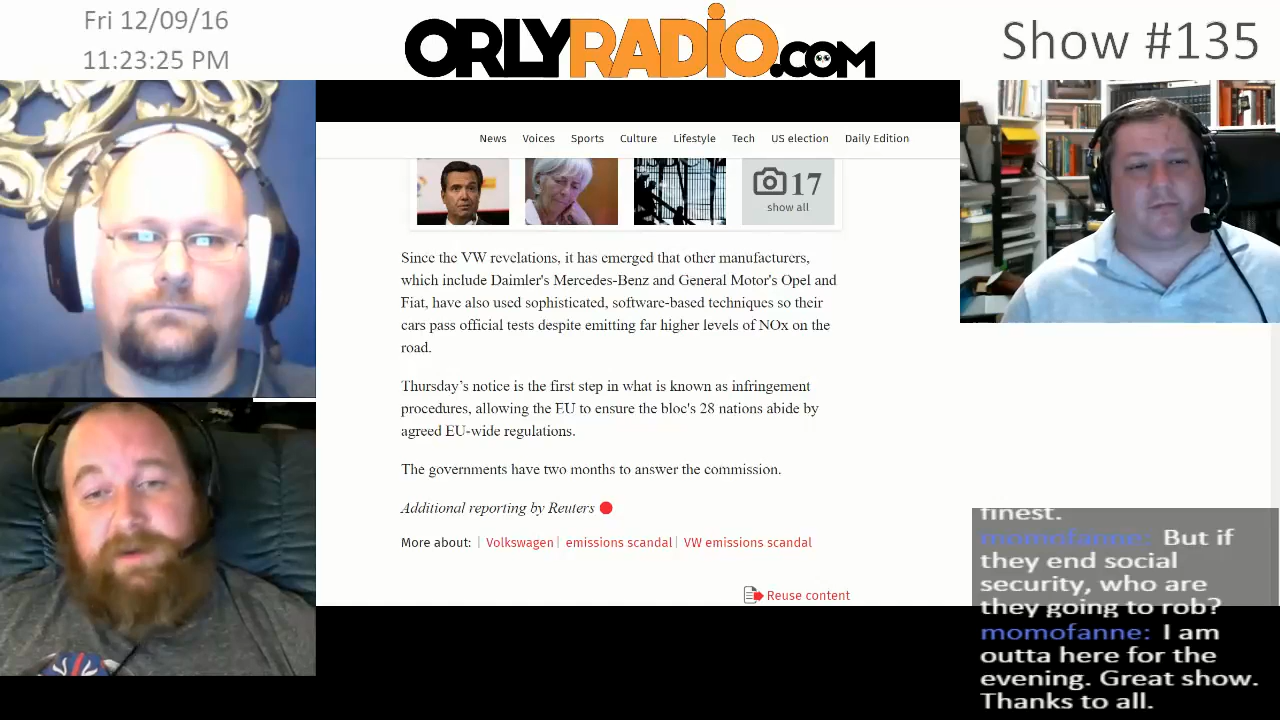 Fri 12/09/16
11:23:25 PM
ORLYRADIO.COM
Show #135
News Voices Sports Culture Lifestyle Tech US election Daily Edition
17
show all
Since the VW revelations, it has emerged that other manufacturers,
which include Daimler's Mercedes-Benz and General Motor's Opel and
Fiat, have also used sophisticated, software-based techniques so their
cars pass official tests despite emitting far higher levels of NOx on the
road.
Thursday’s notice is the first step in what is known as infringement
procedures, allowing the EU to ensure the bloc's 28 nations abide by
agreed EU-wide regulations.
The governments have two months to answer the commission.
Additional reporting by Reuters
More about: | Volkswagen | emissions scandal | VW emissions scandal
Reuse content
finest.
momofanne: But if
they end social
security, who are
they going to rob?
momofanne: I am
outta here for the
evening. Great show.
Thanks to all.